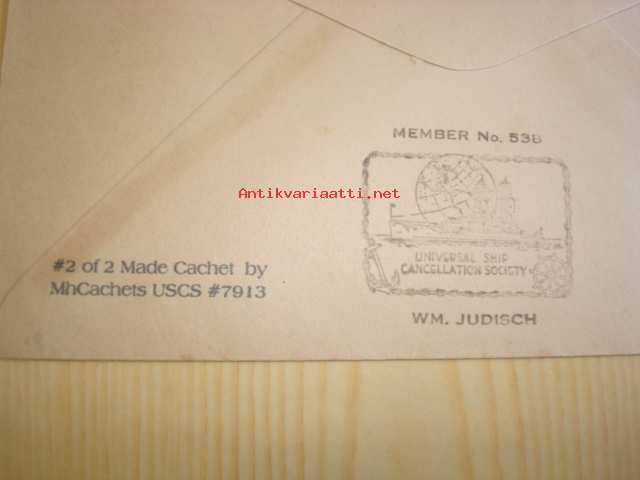 MEMBER No. 538
Antikvariaatti.net
UNIVERSAL SHIP
CANCELLATION SOCIETY
#2 of 2 Made Cachet by
MhCachets USCS #7913
WM. JUDISCH